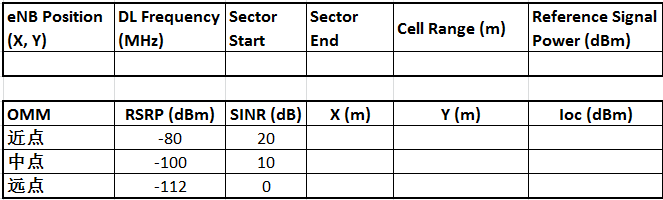 eNB Position (X, Y) DL Frequency (MHz) Sector Start Sector End Cell Range (m) Reference Signal Power (dBm)
OMM RSRP (dBm) SINR (dB) X (m) Y (m) Ioc (dBm)
近点 -80 20
中点 -100 10
远点 -112 0